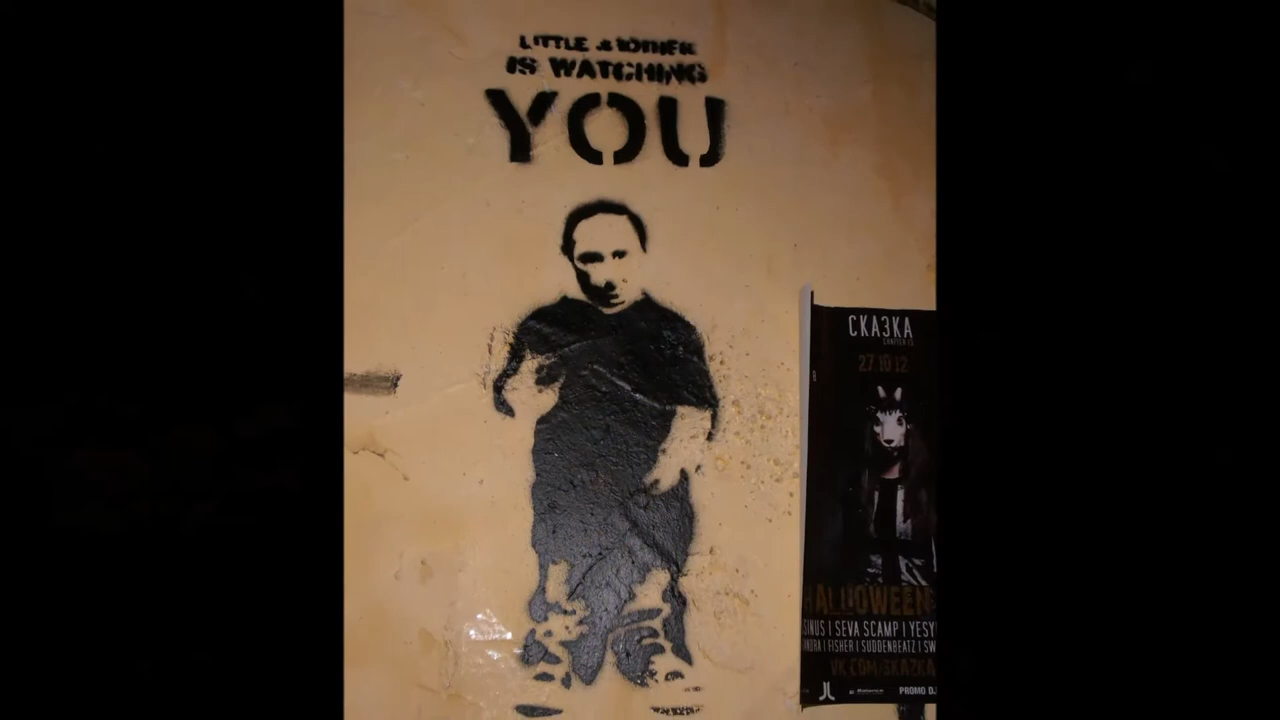 LITTLE BROTHER
IS WATCHING
YOU
СКАЗКА
CHAPTER
27.10.12
HALLOWEEN
SINUS | SEVA SCAMP | YESY
FISHER | SUDDENBEATZ | SW
VK.COM/SKAZKA
PROMO DJ